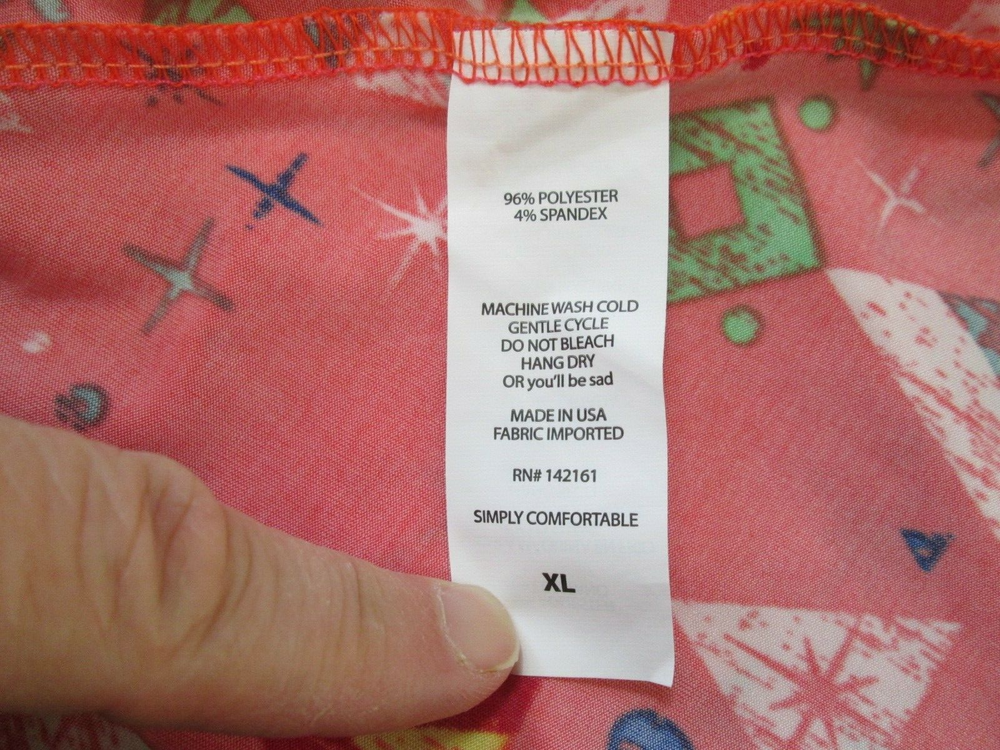 96% POLYESTER
4% SPANDEX
MACHINE WASH COLD
GENTLE CYCLE
DO NOT BLEACH
HANG DRY
OR you'll be sad
MADE IN USA
FABRIC IMPORTED
RN# 142161
SIMPLY COMFORTABLE
XL